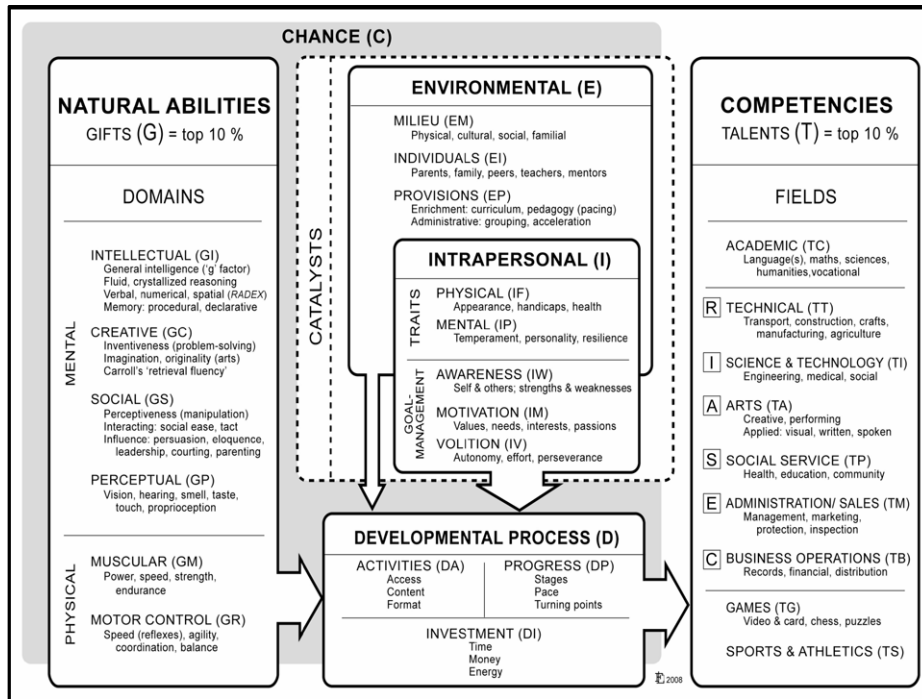 CHANCE (C)
NATURAL ABILITIES
GIFTS (G) = top 10 %
DOMAINS
MENTAL
INTELLECTUAL (GI)
General intelligence ('g' factor)
Fluid, crystallized reasoning
Verbal, numerical, spatial (RADEX)
Memory: procedural, declarative
CREATIVE (GC)
Inventiveness (problem-solving)
Imagination, originality (arts)
Carroll's 'retrieval fluency'
SOCIAL (GS)
Perceptiveness (manipulation)
Interacting: social ease, tact
Influence: persuasion, eloquence,
leadership, courting, parenting
PERCEPTUAL (GP)
Vision, hearing, smell, taste,
touch, proprioception
PHYSICAL
MUSCULAR (GM)
Power, speed, strength,
endurance
MOTOR CONTROL (GR)
Speed (reflexes), agility,
coordination, balance
CATALYSTS
ENVIRONMENTAL (E)
MILIEU (EM)
Physical, cultural, social, familial
INDIVIDUALS (EI)
Parents, family, peers, teachers, mentors
PROVISIONS (EP)
Enrichment: curriculum, pedagogy (pacing)
Administrative: grouping, acceleration
INTRAPERSONAL (I)
TRAITS
PHYSICAL (IF)
Appearance, handicaps, health
MENTAL (IP)
Temperament, personality, resilience
GOAL-
MANAGEMENT
AWARENESS (IW)
Self & others; strengths & weaknesses
MOTIVATION (IM)
Values, needs, interests, passions
VOLITION (IV)
Autonomy, effort, perseverance
DEVELOPMENTAL PROCESS (D)
ACTIVITIES (DA)
Access
Content
Format
PROGRESS (DP)
Stages
Pace
Turning points
INVESTMENT (DI)
Time
Money
Energy
2008
COMPETENCIES
TALENTS (T) = top 10 %
FIELDS
ACADEMIC (TC)
Language(s), maths, sciences,
humanities,vocational
R TECHNICAL (TT)
Transport, construction, crafts,
manufacturing, agriculture
I SCIENCE & TECHNOLOGY (TI)
Engineering, medical, social
A ARTS (TA)
Creative, performing
Applied: visual, written, spoken
S SOCIAL SERVICE (TP)
Health, education, community
E ADMINISTRATION/ SALES (TM)
Management, marketing,
protection, inspection
C BUSINESS OPERATIONS (TB)
Records, financial, distribution
GAMES (TG)
Video & card, chess, puzzles
SPORTS & ATHLETICS (TS)